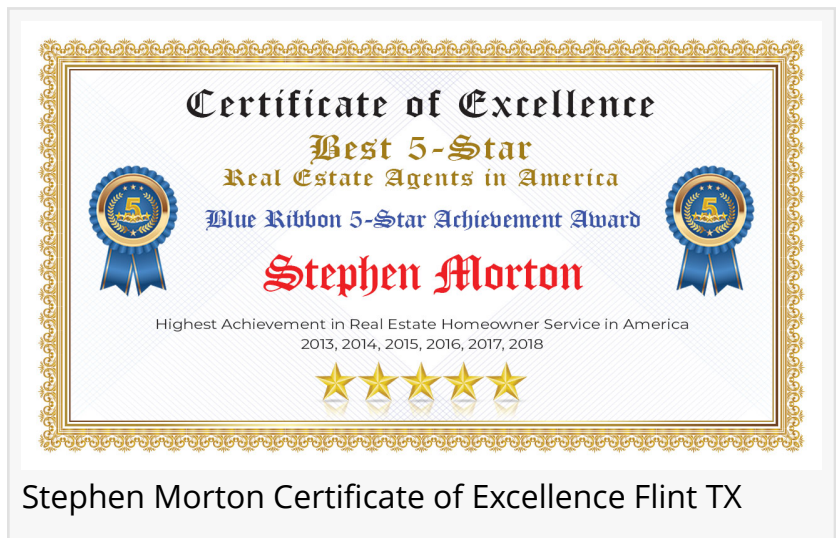 Certificate of Excellence
Best 5-Star
Real Estate Agents in America
Blue Ribbon 5-Star Achievement Award
5
5
Stephen Morton
Highest Achievement in Real Estate Homeowner Service in America
2013, 2014, 2015, 2016, 2017, 2018
Stephen Morton Certificate of Excellence Flint TX